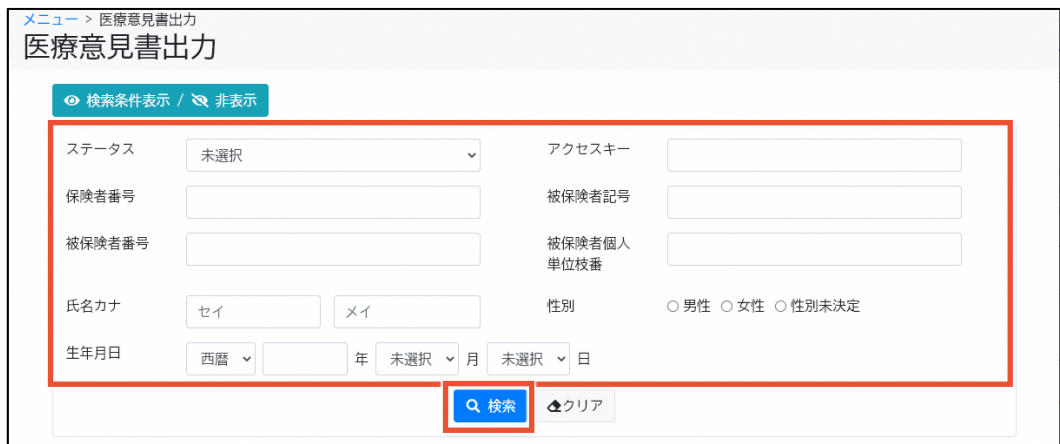 メニュー > 医療意見書出力
医療意見書出力
検索条件表示 / 非表示
ステータス 未選択 アクセスキー
保険者番号 被保険者記号
被保険者番号 被保険者個人
単位枝番
氏名カナ セイ メイ 性別 男性 女性 性別未決定
生年月日 西暦 年 未選択 月 未選択 日
検索 クリア